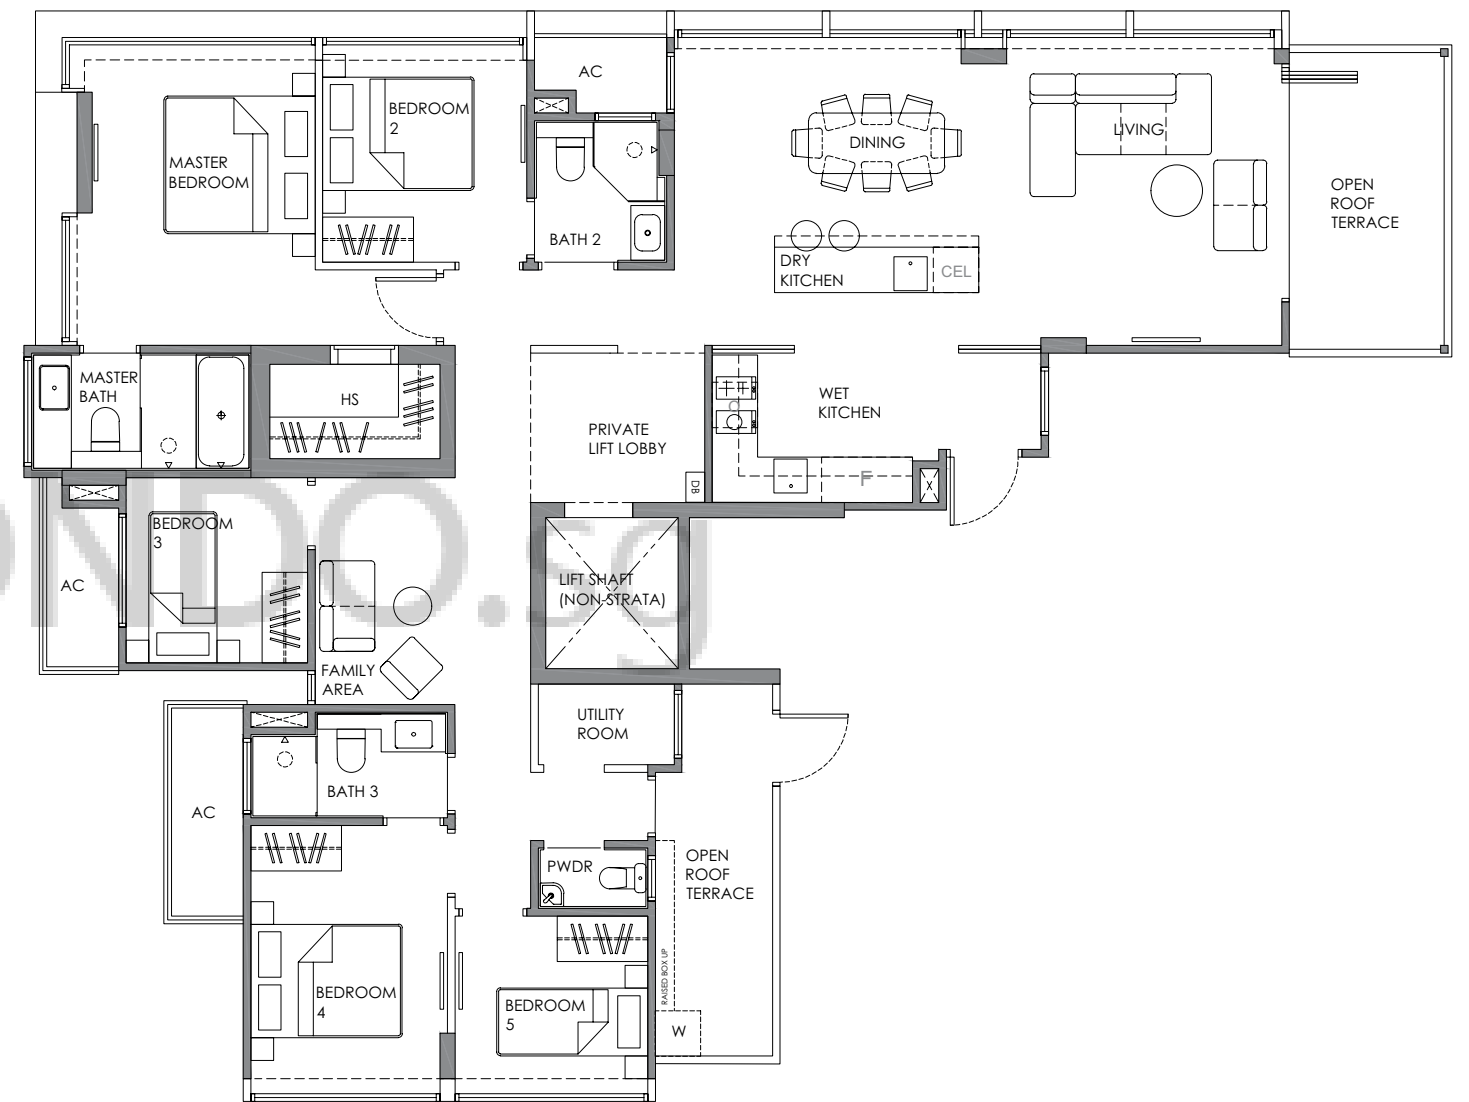 AC
BEDROOM
2
MASTER
BEDROOM
BATH 2
DINING
LIVING
OPEN
ROOF
TERRACE
DRY
KITCHEN
CEL
MASTER
BATH
HS
PRIVATE
LIFT LOBBY
WET
KITCHEN
DB
F
BEDROOM
3
AC
LIFT SHAFT
(NON-STRATA)
ONDO.sg
FAMILY
AREA
UTILITY
ROOM
BATH 3
AC
PWDR
OPEN
ROOF
TERRACE
RAISED BOX UP
BEDROOM
4
BEDROOM
5
W